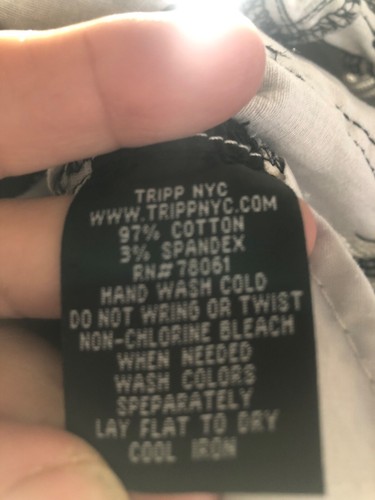 TRIPP NYC
WWW.TRIPPNYC.COM
97% COTTON
3% SPANDEX
RN# 78061
HAND WASH COLD
DO NOT WRING OR TWIST
NON-CHLORINE BLEACH
WHEN NEEDED
WASH COLORS
SPEPARATELY
LAY FLAT TO DRY
COOL IRON